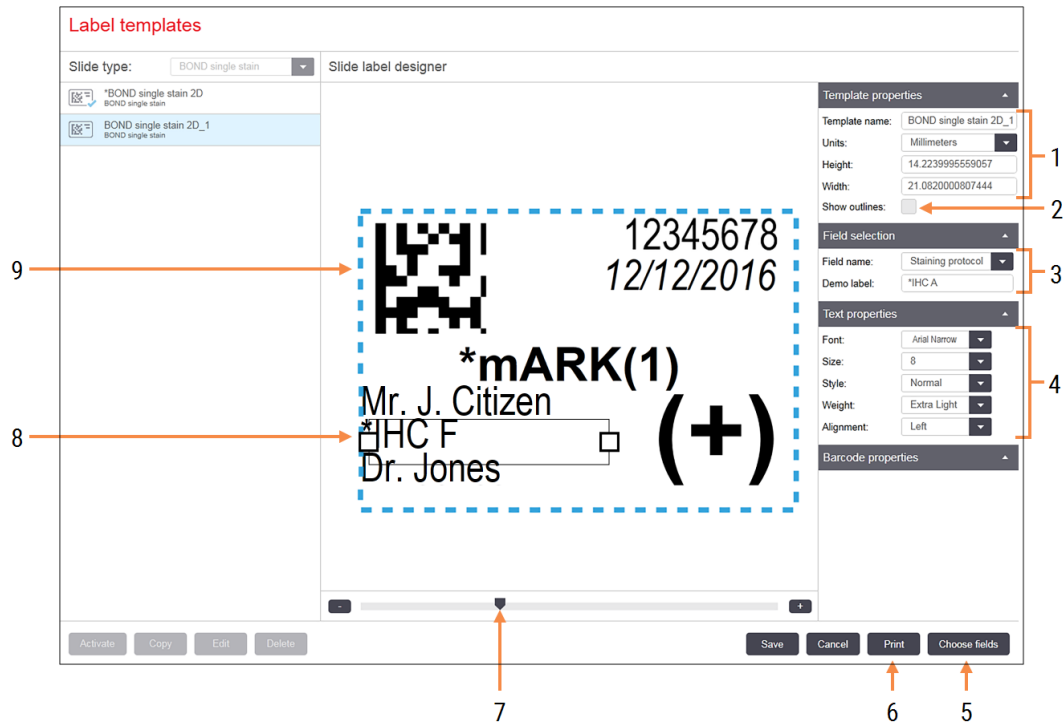 Label templates
Slide type: BOND single stain
Slide label designer
*BOND single stain 2D
BOND single stain
BOND single stain 2D_1
BOND single stain
12345678
12/12/2016
*mARK(1)
Mr. J. Citizen
*IHC F
Dr. Jones
(+)
Template properties
Template name: BOND single stain 2D_1
Units: Millimeters
Height: 14.2239995559057
Width: 21.0820000807444
Show outlines:
Field selection
Field name: Staining protocol
Demo label: *IHC A
Text properties
Font: Arial Narrow
Size: 8
Style: Normal
Weight: Extra Light
Alignment: Left
Barcode properties
- +
Activate Copy Edit Delete
Save Cancel Print Choose fields
1
2
3
4
5
6
7
8
9